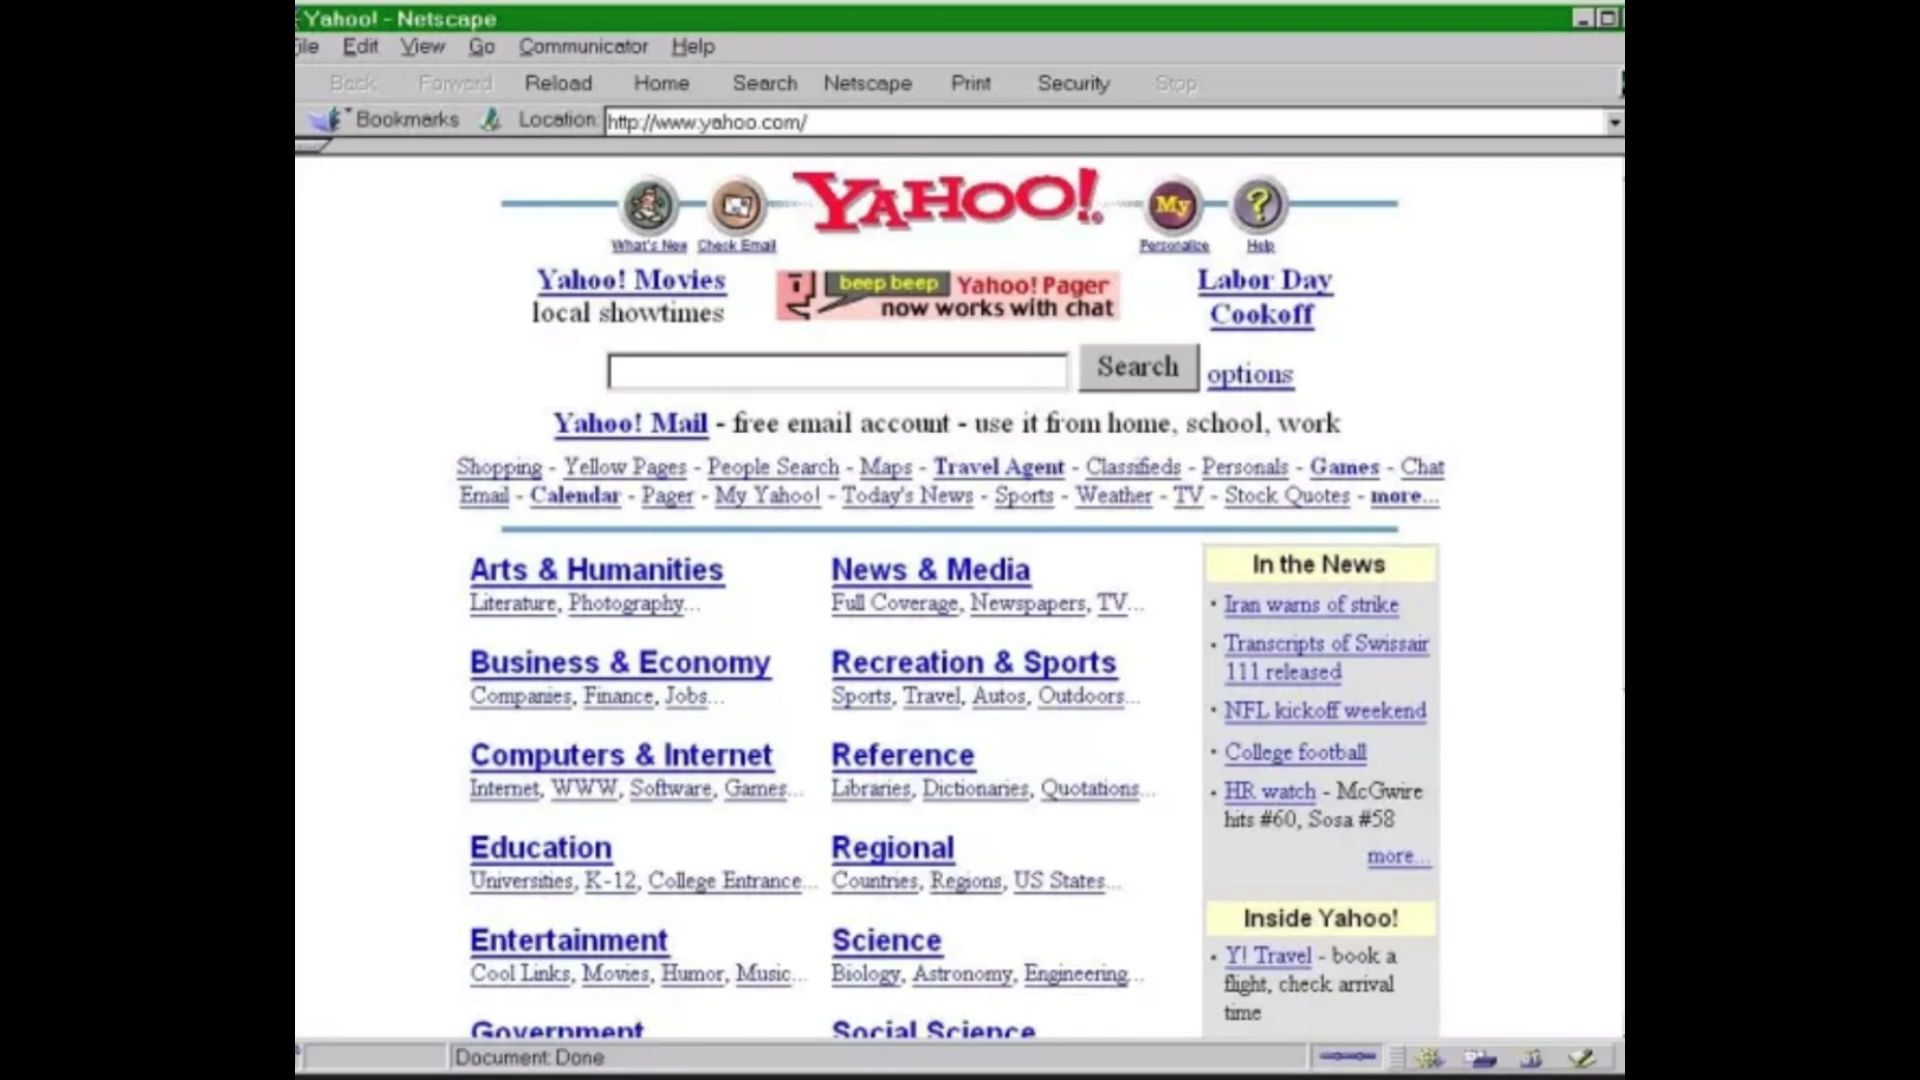 Yahoo! - Netscape
File Edit View Go Communicator Help
Back Forward Reload Home Search Netscape Print Security Stop
Bookmarks Location: http://www.yahoo.com/
YAHOO!
My ?
What's New Check Email Personalize Help
Yahoo! Movies
local showtimes
beep beep Yahoo! Pager
now works with chat
Labor Day
Cookoff
Search options
Yahoo! Mail - free email account - use it from home, school, work
Shopping - Yellow Pages - People Search - Maps - Travel Agent - Classifieds - Personals - Games - Chat
Email - Calendar - Pager - My Yahoo! - Today's News - Sports - Weather - TV - Stock Quotes - more...
Arts & Humanities
Literature, Photography...
Business & Economy
Companies, Finance, Jobs...
Computers & Internet
Internet, WWW, Software, Games...
Education
Universities, K-12, College Entrance...
Entertainment
Cool Links, Movies, Humor, Music...
Government
News & Media
Full Coverage, Newspapers, TV...
Recreation & Sports
Sports, Travel, Autos, Outdoors...
Reference
Libraries, Dictionaries, Quotations...
Regional
Countries, Regions, US States...
Science
Biology, Astronomy, Engineering...
Social Science
In the News
· Iran warns of strike
· Transcripts of Swissair
111 released
· NFL kickoff weekend
· College football
· HR watch - McGwire
hits #60, Sosa #58
more...
Inside Yahoo!
· Y! Travel - book a
flight, check arrival
time
Document: Done